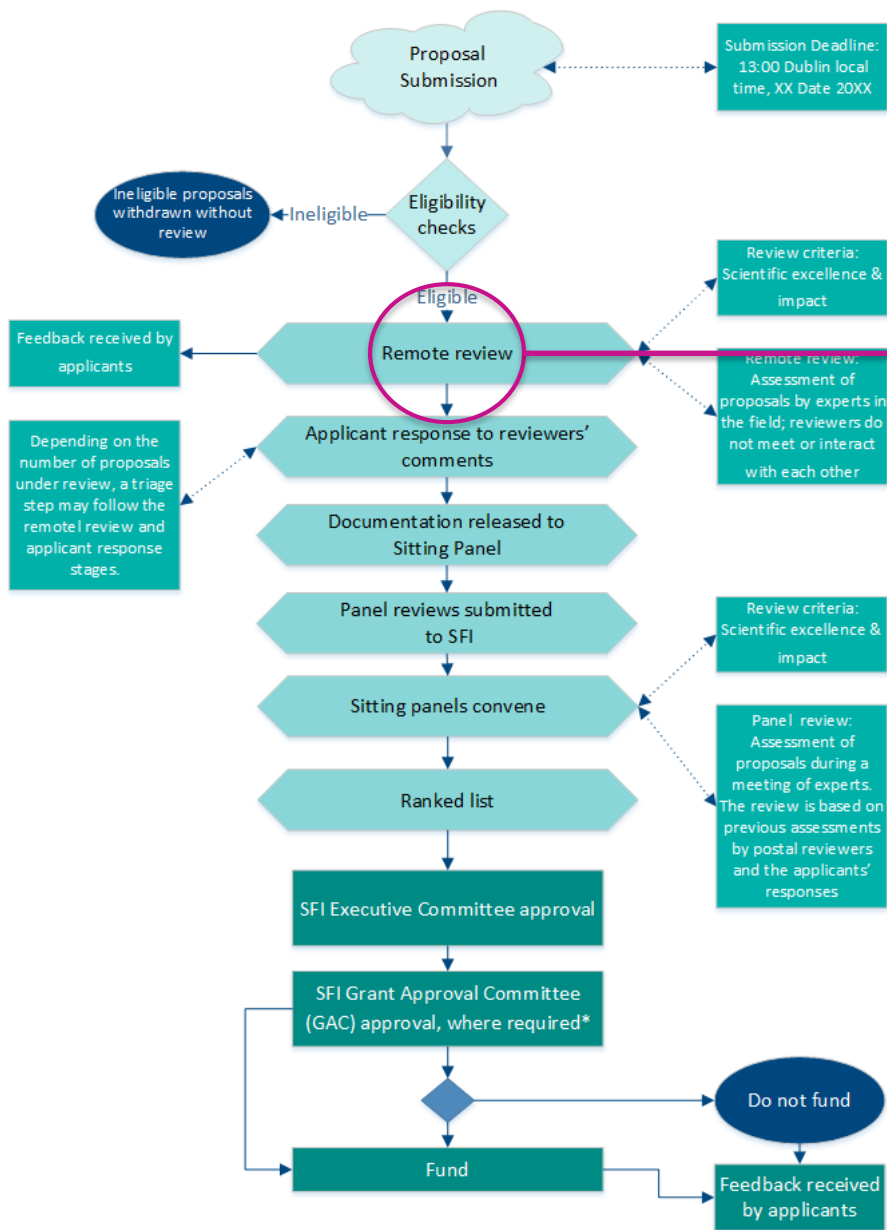 Proposal
Submission
Submission Deadline:
13:00 Dublin local
time, XX Date 20XX
Ineligible proposals
withdrawn without
review
Ineligible
Eligibility
checks
Review criteria:
Scientific excellence &
impact
Eligible
Feedback received by
applicants
Remote review
Remote review:
Assessment of
proposals by experts in
the field; reviewers do
not meet or interact
with each other
Depending on the
number of proposals
under review, a triage
step may follow the
remotel review and
applicant response
stages.
Applicant response to reviewers’
comments
Documentation released to
Sitting Panel
Panel reviews submitted
to SFI
Review criteria:
Scientific excellence &
impact
Sitting panels convene
Panel review:
Assessment of
proposals during a
meeting of experts.
The review is based on
previous assessments
by postal reviewers
and the applicants’
responses
Ranked list
SFI Executive Committee approval
SFI Grant Approval Committee
(GAC) approval, where required*
Do not fund
Fund
Feedback received
by applicants